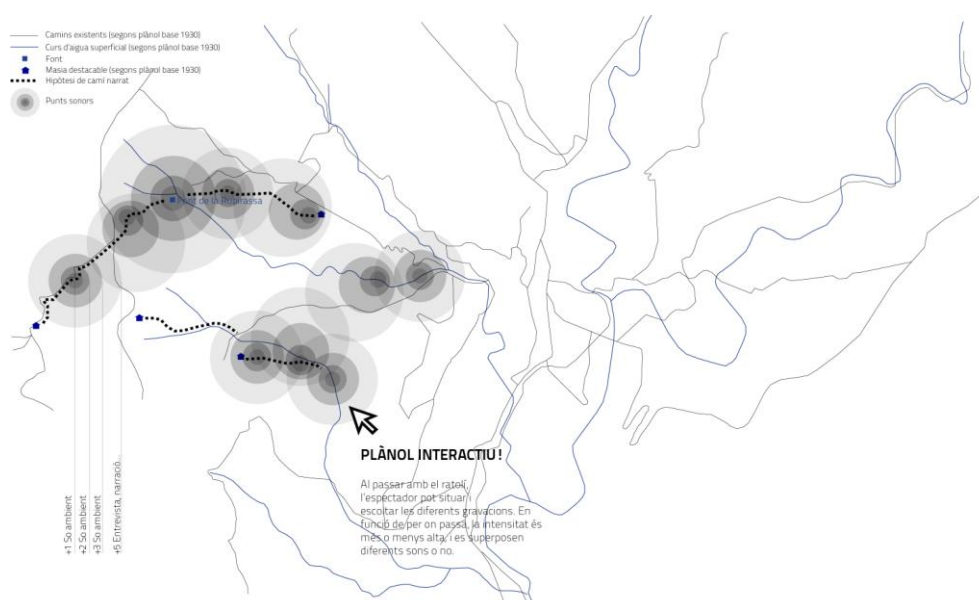 Camins existents (segons plànol base 1930)
Curs d'aigua superficial (segons plànol base 1930)
Font
Masia destacable (segons plànol base 1930)
Hipòtesi de camí narrat
Punts sonors
Font de la Rubirassa
+1 So ambient
+2 So ambient
+3 So ambient
+5 Entrevista, narració...
PLÀNOL INTERACTIU!
Al passar amb el ratolí,
l'espectador pot situar i
escoltar les diferents gravacions. En
funció de per on passa, la intensitat és
més o menys alta, i es superposen
diferents sons o no.